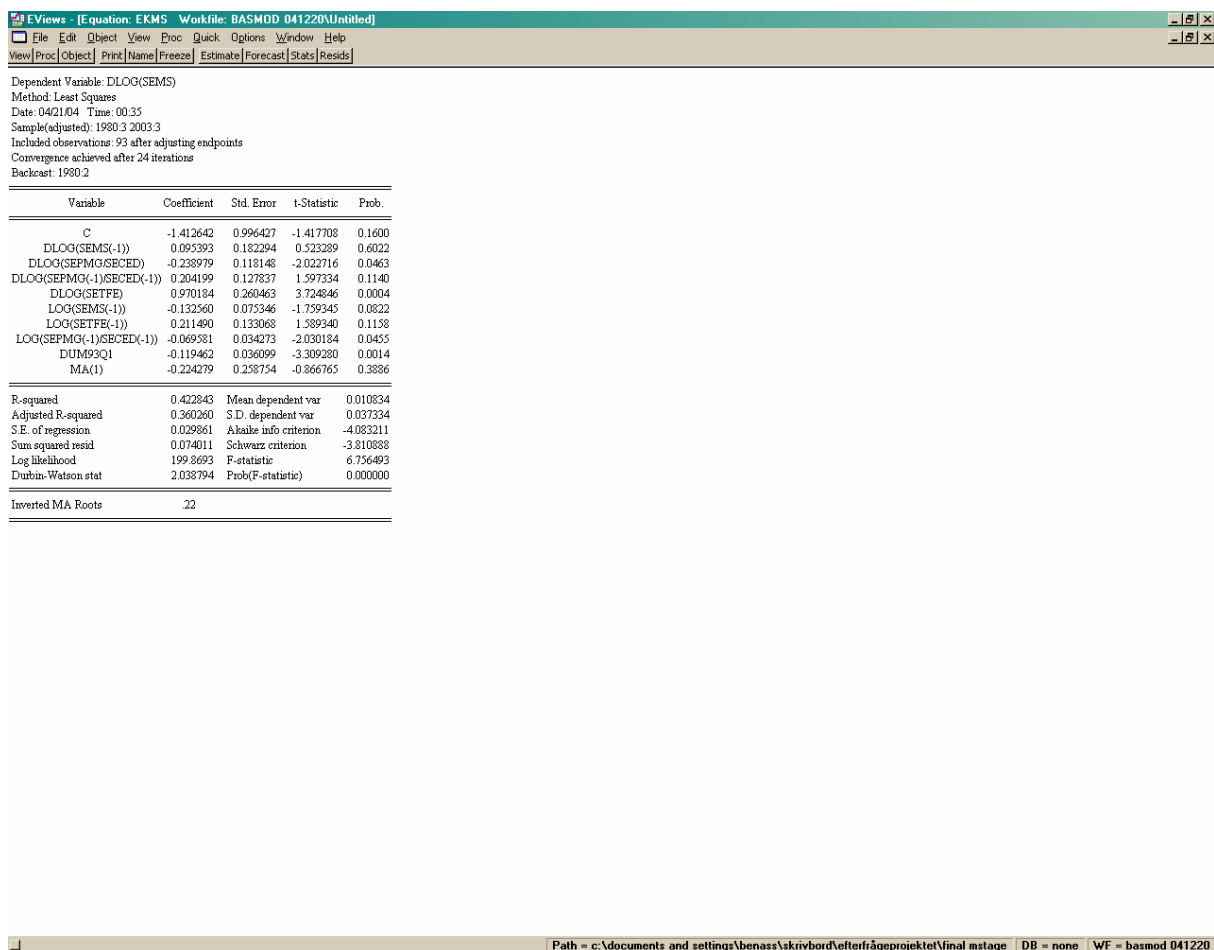 EViews - [Equation: EKMS Workfile: BASMOD 041220\Untitled]
File Edit Object View Proc Quick Options Window Help
View Proc Object Print Name Freeze Estimate Forecast Stats Resids
Dependent Variable: DLOG(SEMS)
Method: Least Squares
Date: 04/21/04 Time: 00:35
Sample(adjusted): 1980:3 2003:3
Included observations: 93 after adjusting endpoints
Convergence achieved after 24 iterations
Backcast: 1980:2
Variable Coefficient Std. Error t-Statistic Prob.
C -1.412642 0.996427 -1.417708 0.1600
DLOG(SEMS(-1)) 0.095393 0.182294 0.523289 0.6022
DLOG(SEPMG/SECED) -0.238979 0.118148 -2.022716 0.0463
DLOG(SEPMG(-1)/SECED(-1)) 0.204199 0.127837 1.597334 0.1140
DLOG(SETFE) 0.970184 0.260463 3.724846 0.0004
LOG(SEMS(-1)) -0.132560 0.075346 -1.759345 0.0822
LOG(SETFE(-1)) 0.211490 0.133068 1.589340 0.1158
LOG(SEPMG(-1)/SECED(-1)) -0.069581 0.034273 -2.030184 0.0455
DUM93Q1 -0.119462 0.036099 -3.309280 0.0014
MA(1) -0.224279 0.258754 -0.866765 0.3886
R-squared 0.422843 Mean dependent var 0.010834
Adjusted R-squared 0.360260 S.D. dependent var 0.037334
S.E. of regression 0.029861 Akaike info criterion -4.083211
Sum squared resid 0.074011 Schwarz criterion -3.810888
Log likelihood 199.8693 F-statistic 6.756493
Durbin-Watson stat 2.038794 Prob(F-statistic) 0.000000
Inverted MA Roots .22
Path = c:\documents and settings\benass\skrivbord\efterfrågeprojektet\final mstage DB = none WF = basmod 041220